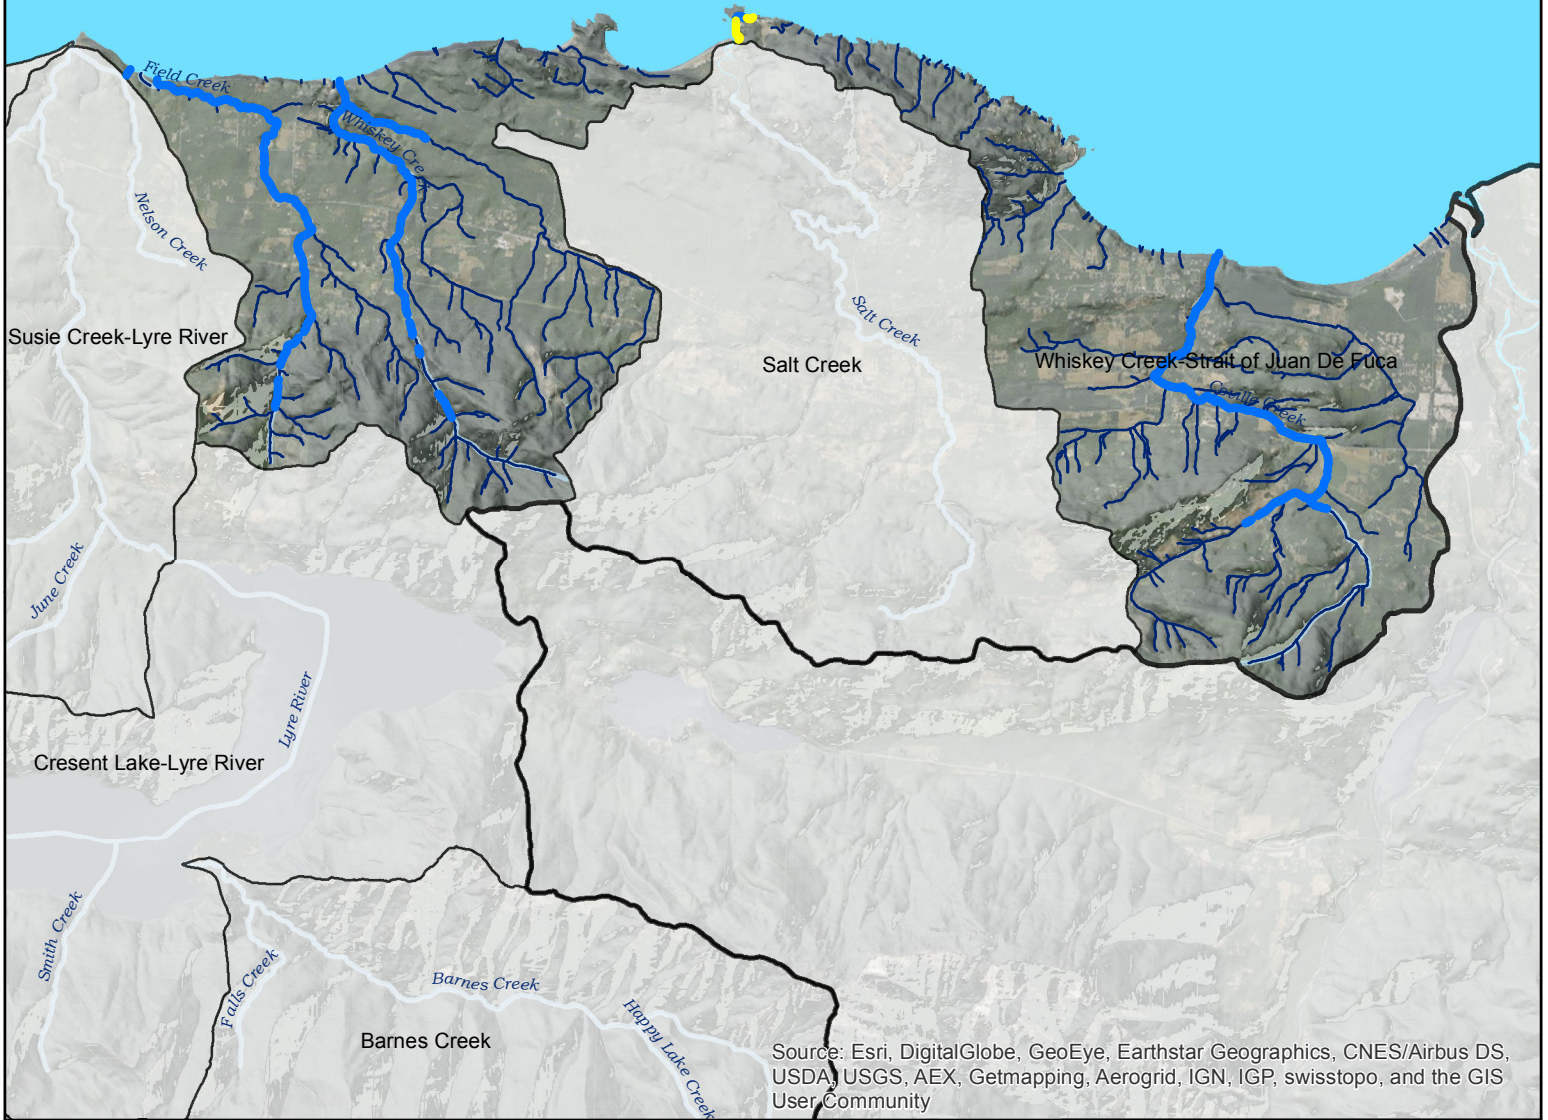 Field Creek
Whiskey Creek
Nelson Creek
Susie Creek-Lyre River
Salt Creek
Salt Creek
Whiskey Creek-Strait of Juan De Fuca
Coville Creek
June Creek
Lyre River
Cresent Lake-Lyre River
Smith Creek
Falls Creek
Barnes Creek
Happy Lake Creek
Barnes Creek
Source: Esri, DigitalGlobe, GeoEye, Earthstar Geographics, CNES/Airbus DS,
USDA, USGS, AEX, Getmapping, Aerogrid, IGN, IGP, swisstopo, and the GIS
User Community